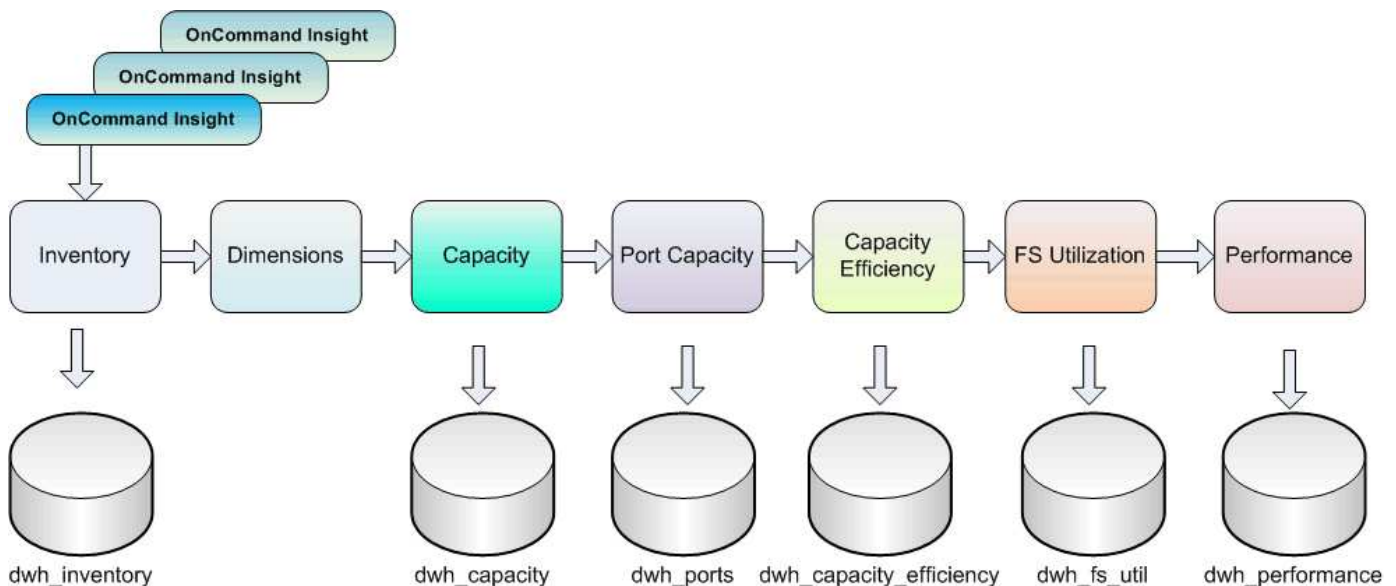 OnCommand Insight
OnCommand Insight
OnCommand Insight
Inventory
Dimensions
Capacity
Port Capacity
Capacity
Efficiency
FS Utilization
Performance
dwh_inventory
dwh_capacity
dwh_ports
dwh_capacity_efficiency
dwh_fs_util
dwh_performance